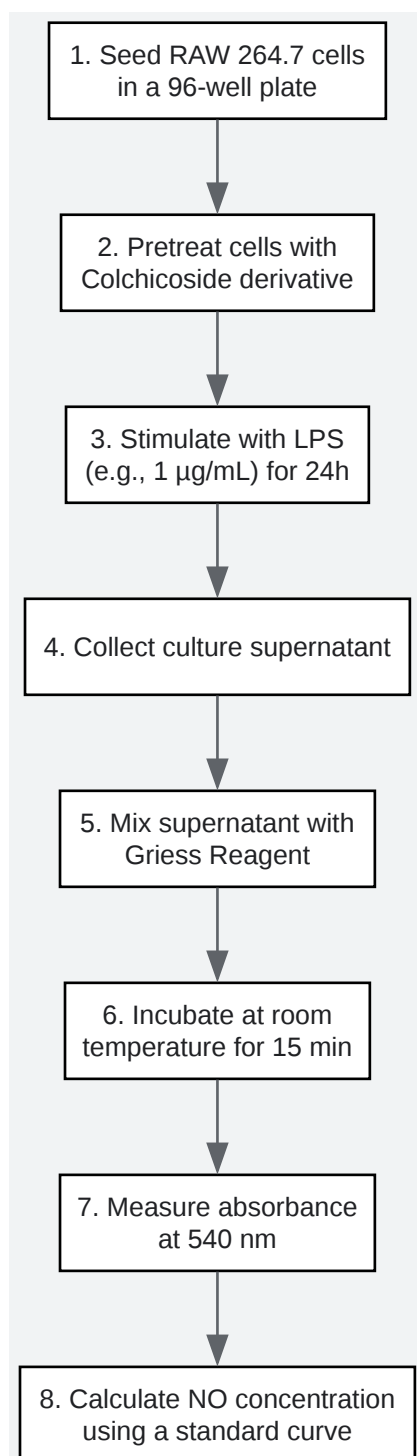 1. Seed RAW 264.7 cells
in a 96-well plate
2. Pretreat cells with
Colchicoside derivative
3. Stimulate with LPS
(e.g., 1 µg/mL) for 24h
4. Collect culture supernatant
5. Mix supernatant with
Griess Reagent
6. Incubate at room
temperature for 15 min
7. Measure absorbance
at 540 nm
8. Calculate NO concentration
using a standard curve